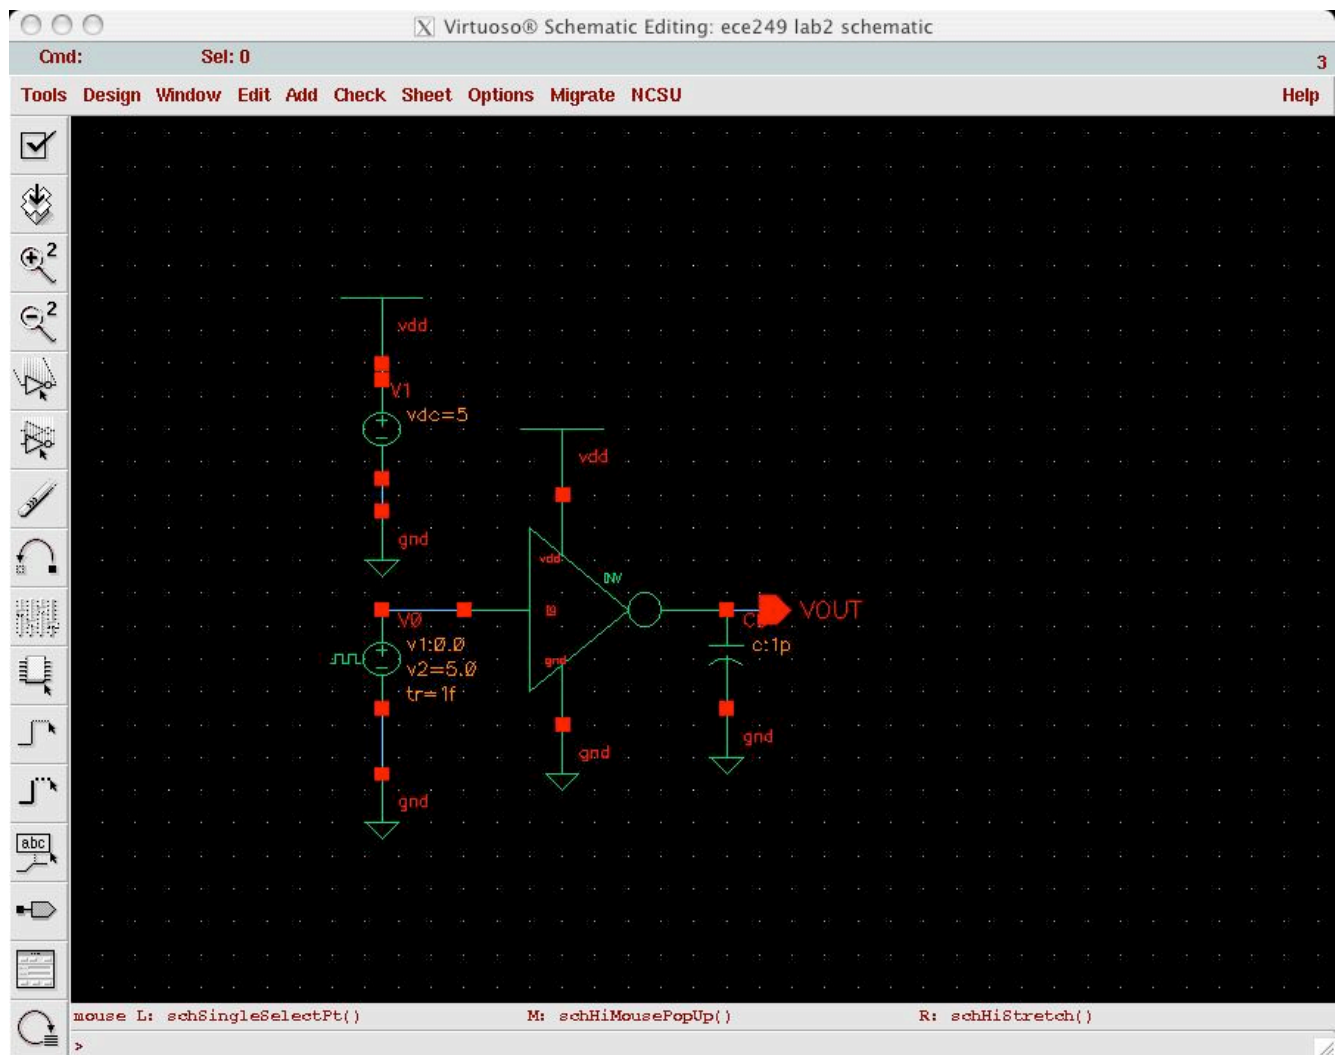 Virtuoso® Schematic Editing: ece249 lab2 schematic
Cmd: Sel: 0 3
Tools Design Window Edit Add Check Sheet Options Migrate NCSU Help
2
2
abc
vdd
V1
vdc=5
gnd
vdd
vdd
INV
gnd
gnd
V0
v1:0.0
v2=5.0
tr=1f
gnd
VOUT
c:1p
gnd
mouse L: schSingleSelectPt() M: schHiMousePopUp() R: schHiStretch()
>